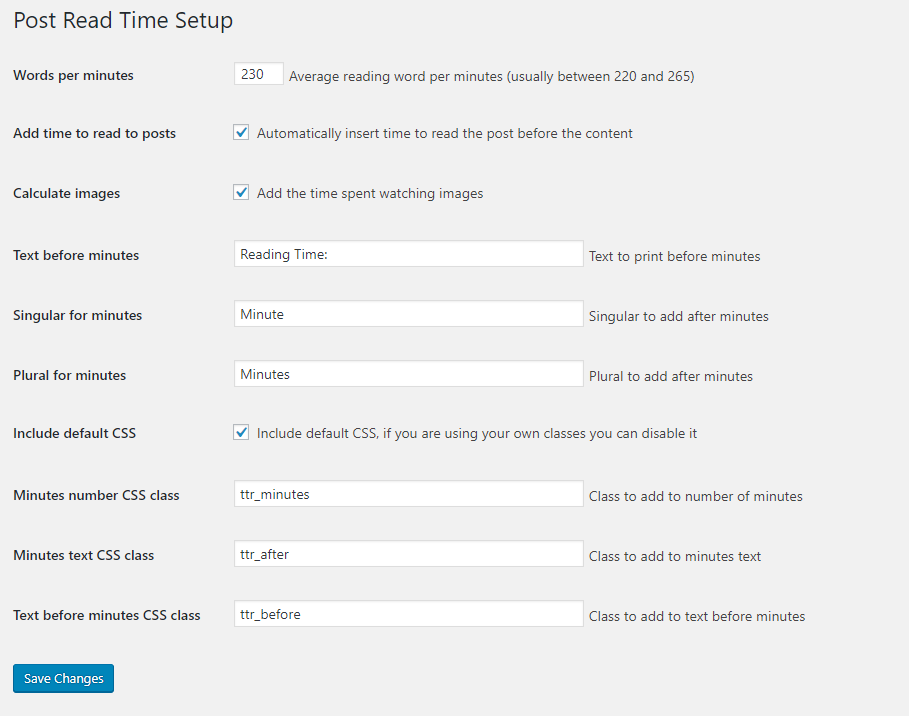 Post Read Time Setup
Words per minutes 230 Average reading word per minutes (usually between 220 and 265)
Add time to read to posts Automatically insert time to read the post before the content
Calculate images Add the time spent watching images
Text before minutes Reading Time: Text to print before minutes
Singular for minutes Minute Singular to add after minutes
Plural for minutes Minutes Plural to add after minutes
Include default CSS Include default CSS, if you are using your own classes you can disable it
Minutes number CSS class ttr_minutes Class to add to number of minutes
Minutes text CSS class ttr_after Class to add to minutes text
Text before minutes CSS class ttr_before Class to add to text before minutes
Save Changes